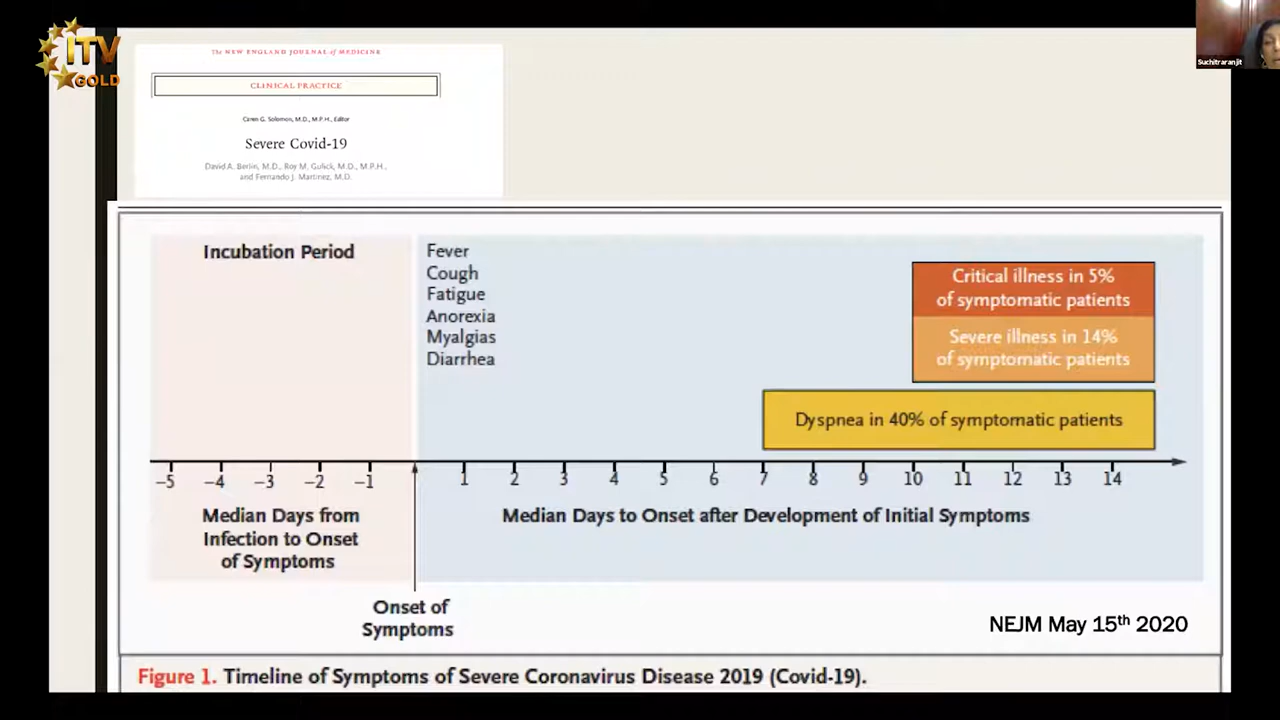 ITV
GOLD
Suchitraranjit
The NEW ENGLAND JOURNAL of MEDICINE
CLINICAL PRACTICE
Caren G. Solomon, M.D., M.P.H., Editor
Severe Covid-19
David A. Berlin, M.D., Roy M. Gulick, M.D., M.P.H.,
and Fernando J. Martinez, M.D.
Incubation Period
Fever
Cough
Fatigue
Anorexia
Myalgias
Diarrhea
Critical illness in 5%
of symptomatic patients
Severe illness in 14%
of symptomatic patients
Dyspnea in 40% of symptomatic patients
–5 –4 –3 –2 –1 1 2 3 4 5 6 7 8 9 10 11 12 13 14
Median Days from
Infection to Onset
of Symptoms
Median Days to Onset after Development of Initial Symptoms
Onset of
Symptoms
NEJM May 15th 2020
Figure 1. Timeline of Symptoms of Severe Coronavirus Disease 2019 (Covid-19).